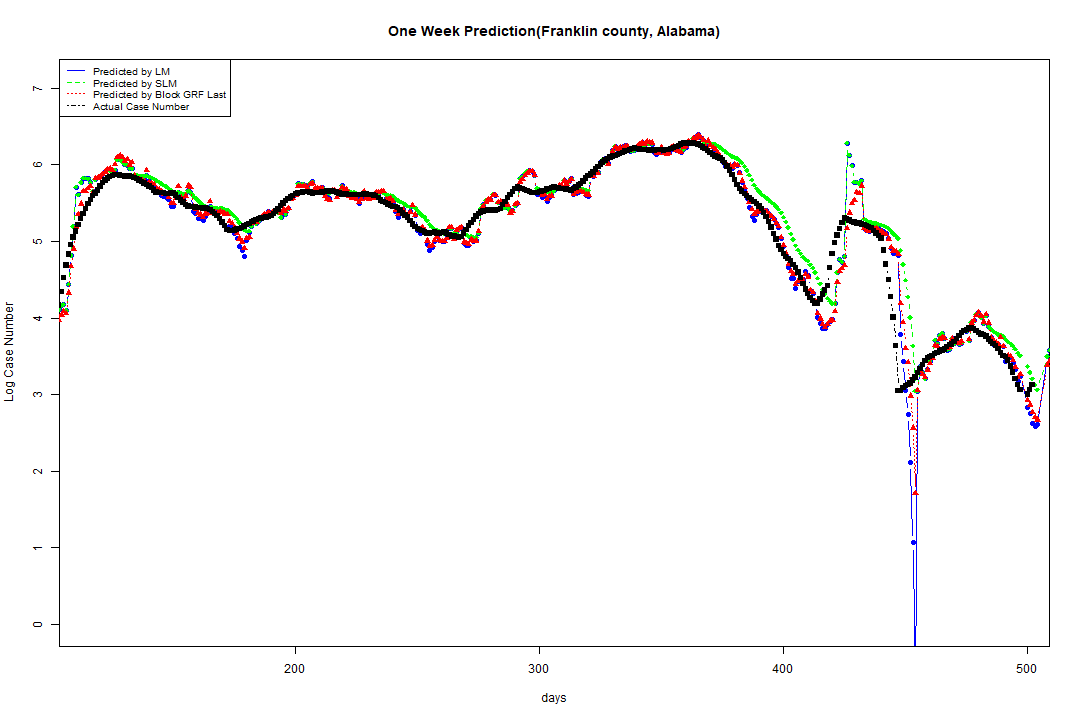 One Week Prediction(Franklin county, Alabama)
Predicted by LM
Predicted by SLM
Predicted by Block GRF Last
Actual Case Number
7
6
5
4
3
2
1
0
Log Case Number
200
300
400
500
days